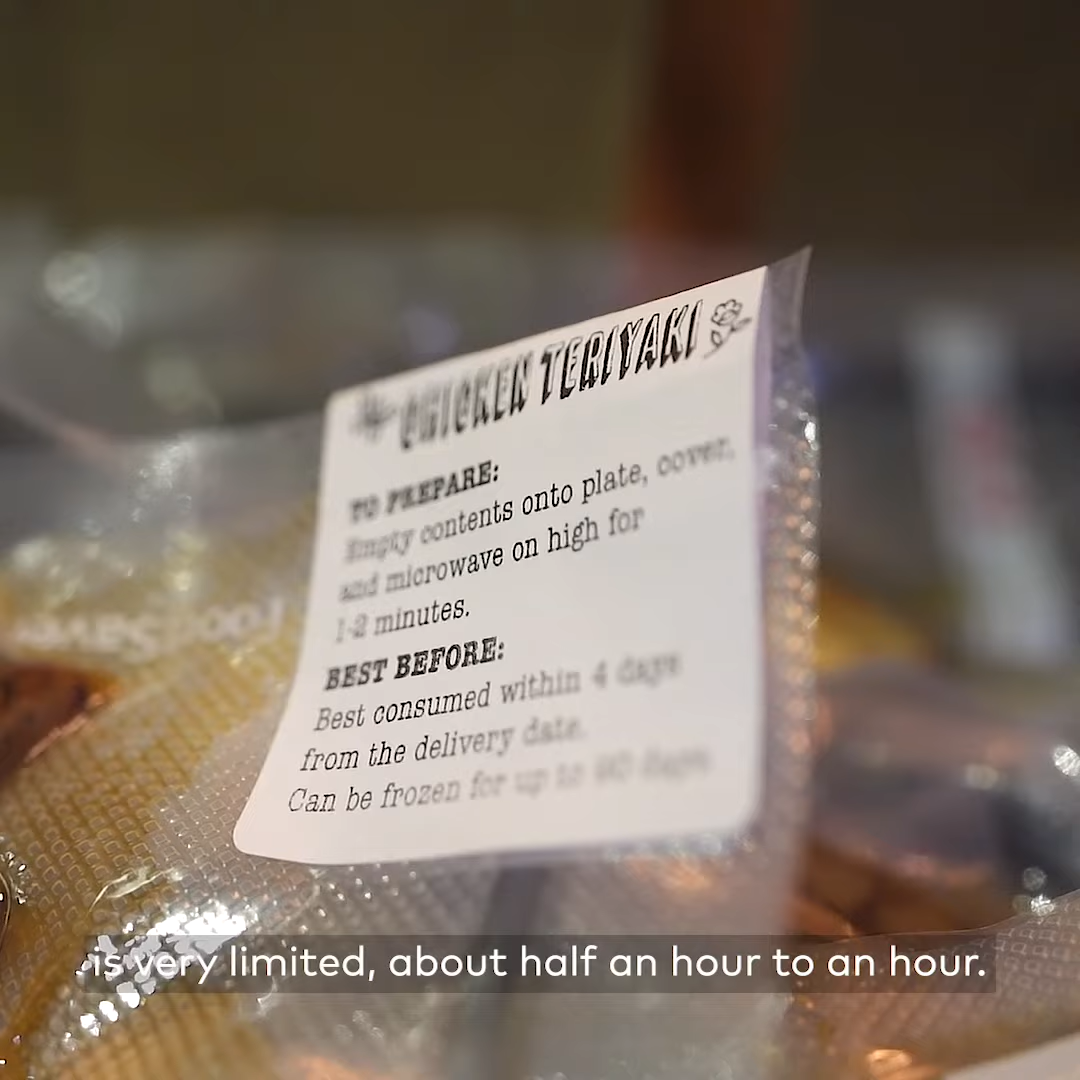 CHICKEN TERIYAKI
TO PREPARE:
Empty contents onto plate, cover,
and microwave on high for
1-2 minutes.
BEST BEFORE:
Best consumed within 4 days
from the delivery date.
Can be frozen for up to 90 days
is very limited, about half an hour to an hour.